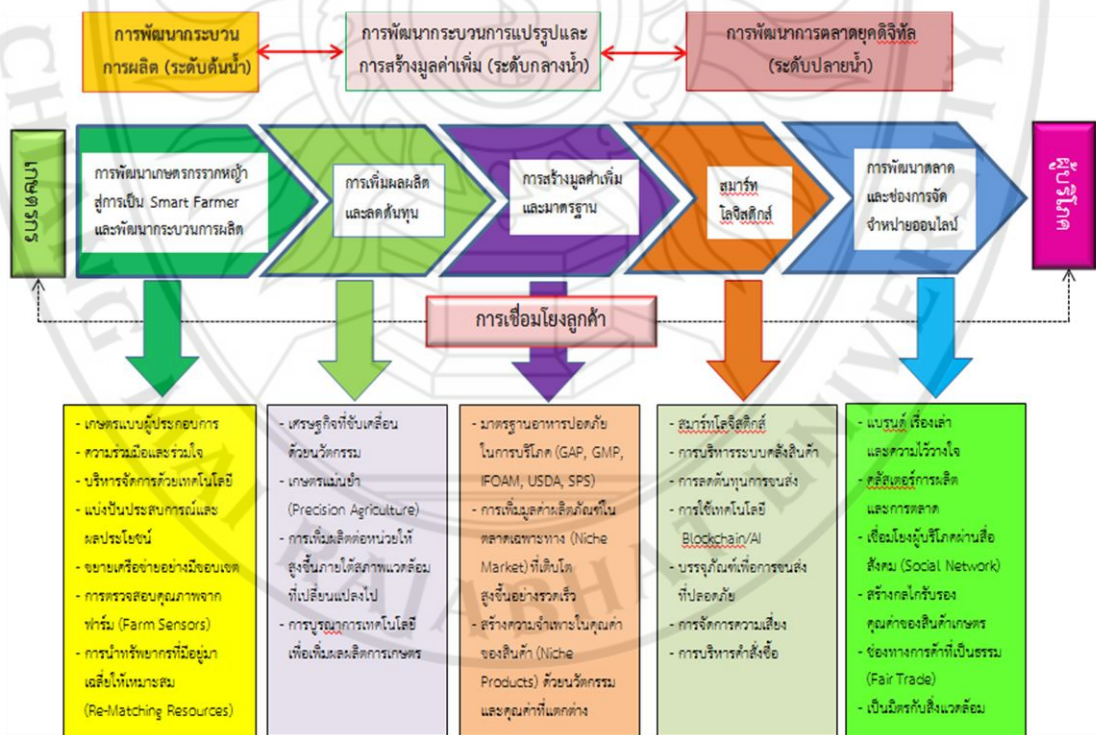 การพัฒนากระบวน
การผลิต (ระดับต้นน้ำ)
การพัฒนากระบวนการแปรรูปและ
การสร้างมูลค่าเพิ่ม (ระดับกลางน้ำ)
การพัฒนาการตลาดยุคดิจิทัล
(ระดับปลายน้ำ)
เกษตรกร
การพัฒนาเกษตรกรรากหญ้า
สู่การเป็น Smart Farmer
และพัฒนากระบวนการผลิต
การเพิ่มผลผลิต
และลดต้นทุน
การสร้างมูลค่าเพิ่ม
และมาตรฐาน
สมาร์ท
โลจิสติกส์
การพัฒนาตลาด
และช่องการจัด
จำหน่ายออนไลน์
ผู้บริโภค
การเชื่อมโยงลูกค้า
- เกษตรแบบผู้ประกอบการ
- ความร่วมมือและร่วมใจ
- บริหารจัดการด้วยเทคโนโลยี
- แบ่งปันประสบการณ์และ
ผลประโยชน์
- ขยายเครือข่ายอย่างมีขอบเขต
- การตรวจสอบคุณภาพจาก
ฟาร์ม (Farm Sensors)
- การนำทรัพยากรที่มีอยู่มา
เฉลี่ยให้เหมาะสม
(Re-Matching Resources)
- เศรษฐกิจที่ขับเคลื่อน
ด้วยนวัตกรรม
- เกษตรแม่นยำ
(Precision Agriculture)
- การเพิ่มผลิตต่อหน่วยให้
สูงขึ้นภายใต้สภาพแวดล้อม
ที่เปลี่ยนแปลงไป
- การบูรณาการเทคโนโลยี
เพื่อเพิ่มผลผลิตการเกษตร
- มาตรฐานอาหารปอดภัย
ในการบริโภค (GAP, GMP,
IFOAM, USDA, SPS)
- การเพิ่มมูลค่าผลิตภัณฑ์ใน
ตลาดเฉพาะทาง (Niche
Market) ที่เติบโต
สูงขึ้นอย่างรวดเร็ว
- สร้างความจำเพาะในคุณค่า
ของสินค้า (Niche
Products) ด้วยนวัตกรรม
และคุณค่าที่แตกต่าง
- สมาร์ทโลจิสติกส์
- การบริหารระบบคลังสินค้า
- การลดต้นทุนการขนส่ง
- การใช้เทคโนโลยี
Blockchain/AI
- บรรจุภัณฑ์เพื่อการขนส่ง
ที่ปลอดภัย
- การจัดการความเสี่ยง
- การบริหารคำสั่งซื้อ
- แบรนด์ เรื่องเล่า
และความไว้วางใจ
- คลัสเตอร์การผลิต
และการตลาด
- เชื่อมโยงผู้บริโภคผ่านสื่อ
สังคม (Social Network)
- สร้างกลไกรับรอง
คุณค่าของสินค้าเกษตร
- ช่องทางการค้าที่เป็นธรรม
(Fair Trade)
- เป็นมิตรกับสิ่งแวดล้อม
CHIANG MAI RAJABHAT UNIVERSITY